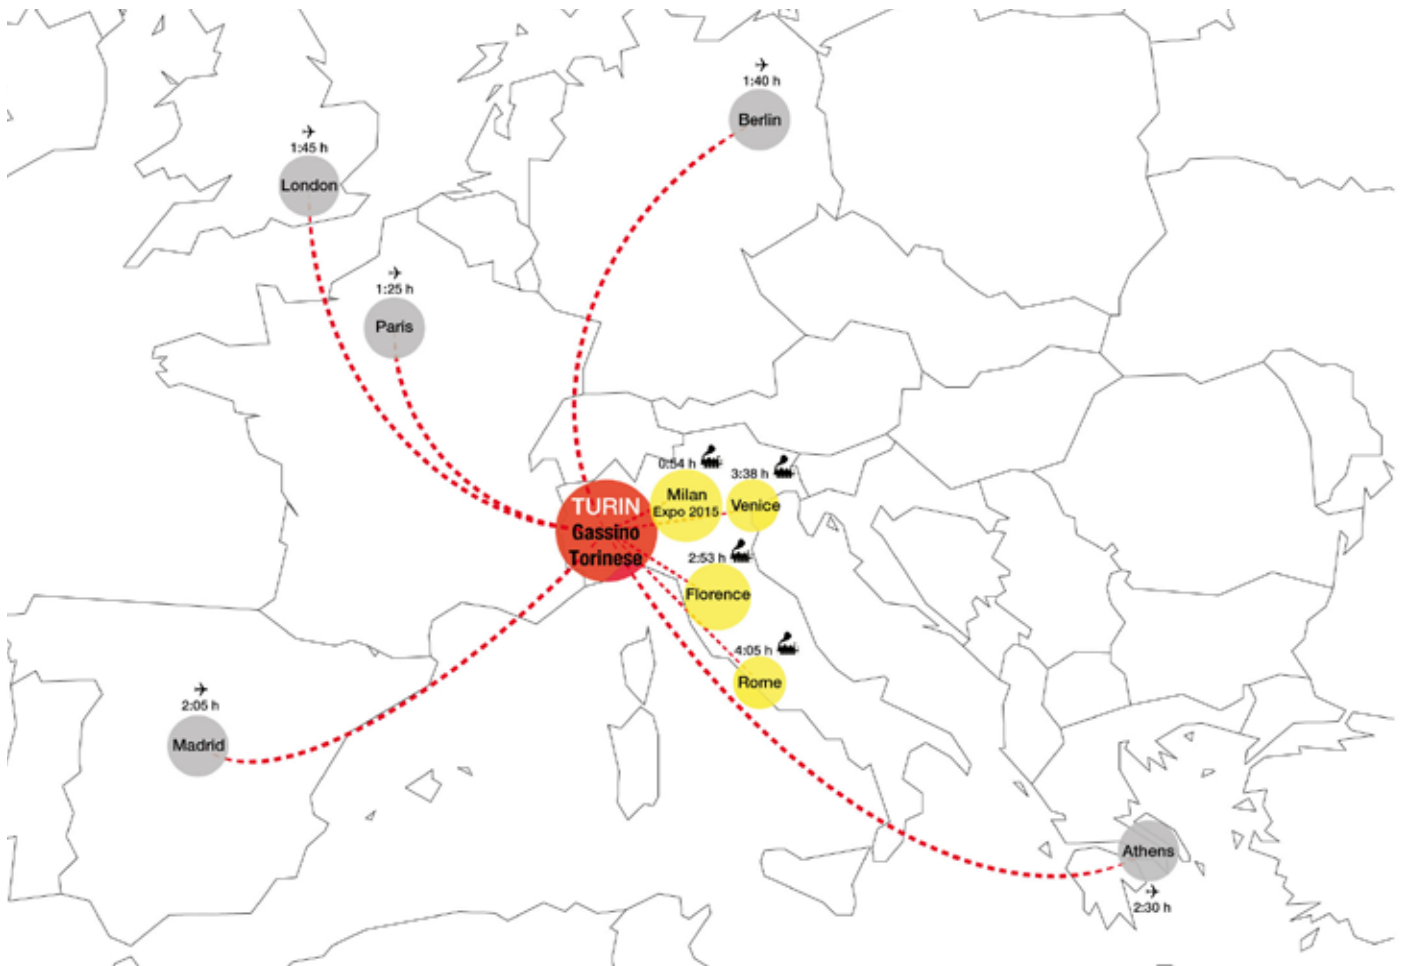 1:40 h
Berlin
1:45 h
London
1:25 h
Paris
0:54 h
Milan
Expo 2015
3:38 h
Venice
TURIN
Gassino
Torinese
2:53 h
Florence
4:05 h
Rome
2:05 h
Madrid
Athens
2:30 h